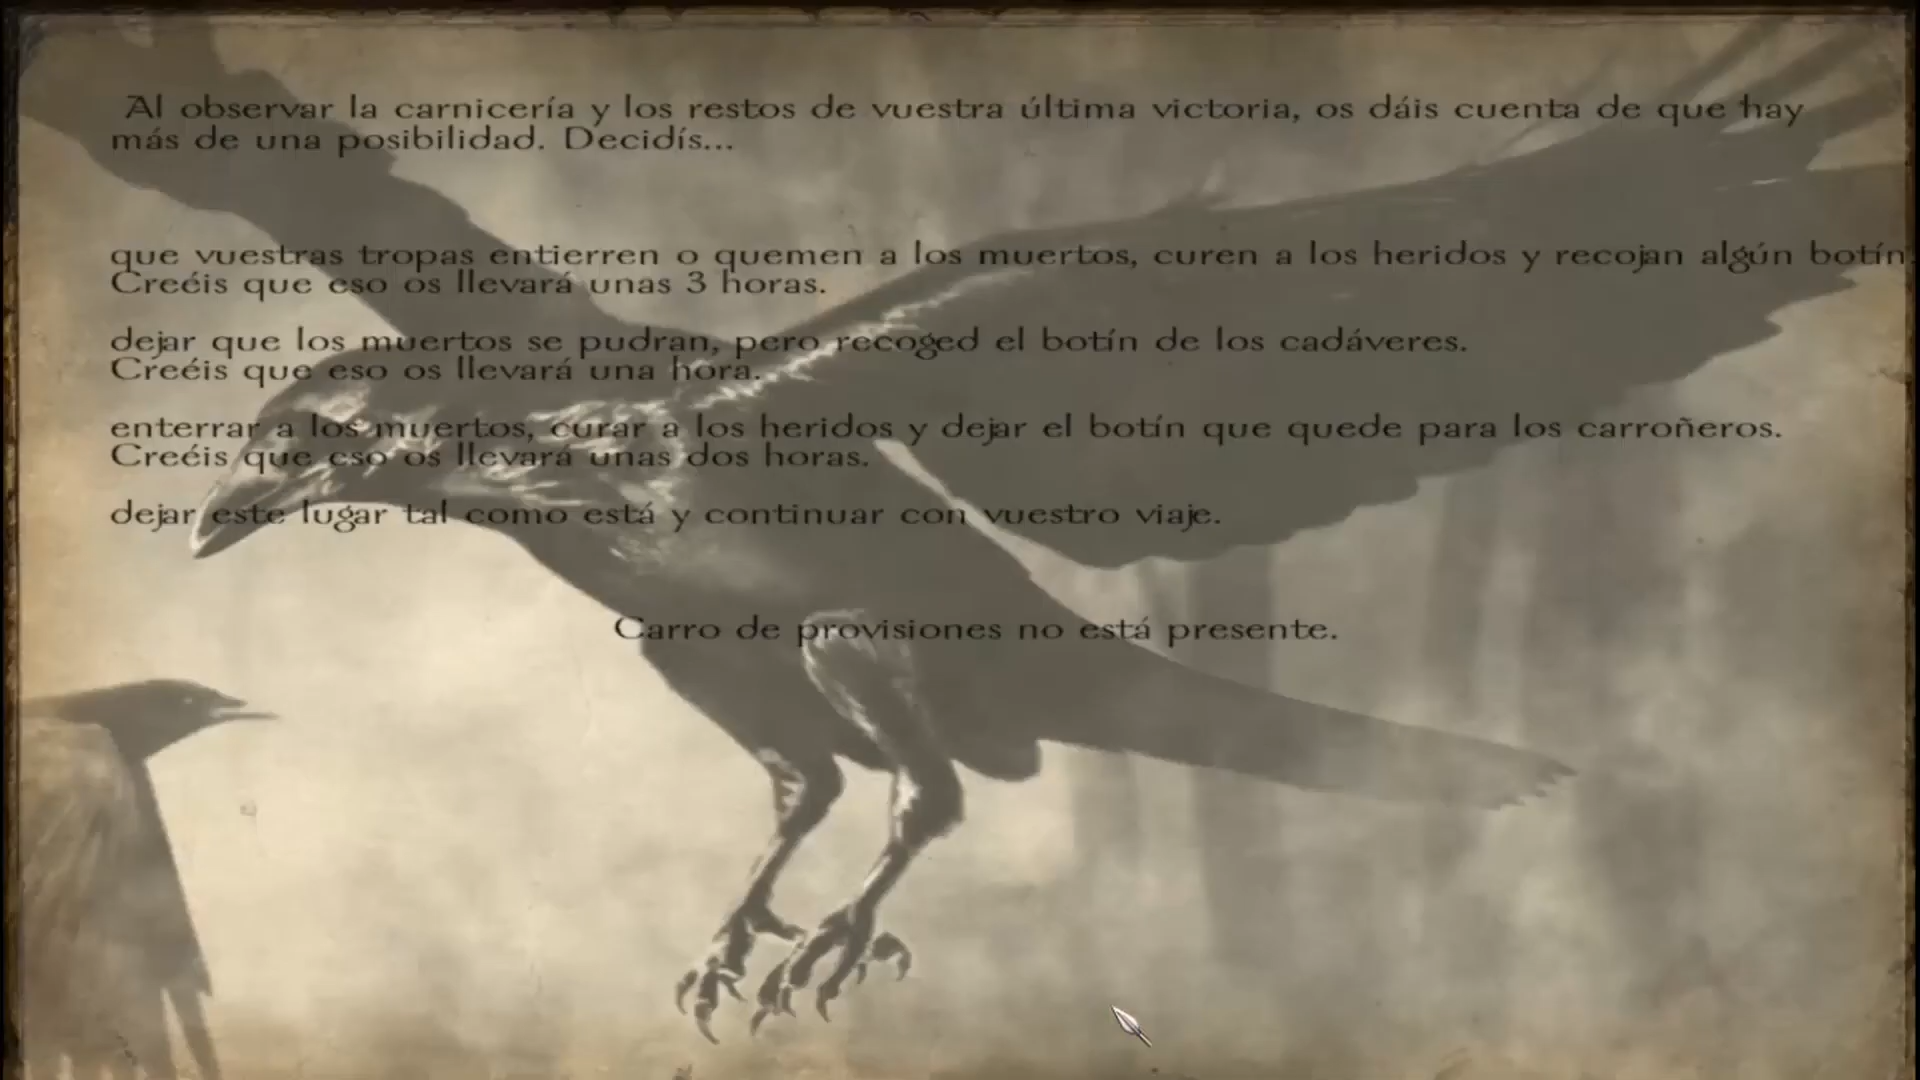 Al observar la carnicería y los restos de vuestra última victoria, os dáis cuenta de que hay
más de una posibilidad. Decidís...
que vuestras tropas entierren o quemen a los muertos, curen a los heridos y recojan algún botín.
Creéis que eso os llevará unas 3 horas.
dejar que los muertos se pudran, pero recoged el botín de los cadáveres.
Creéis que eso os llevará una hora.
enterrar a los muertos, curar a los heridos y dejar el botín que quede para los carroñeros.
Creéis que eso os llevará unas dos horas.
dejar este lugar tal como está y continuar con vuestro viaje.
Carro de provisiones no está presente.